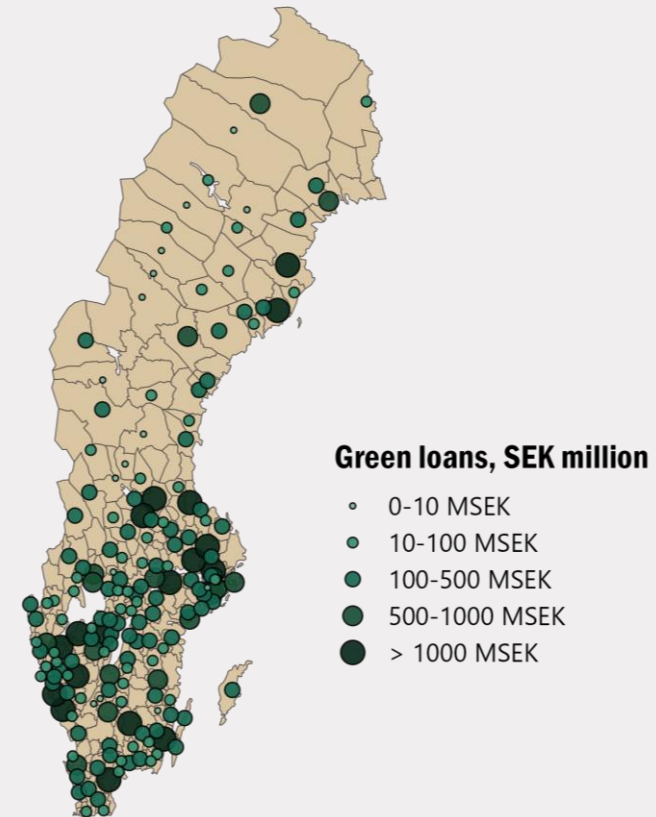 Green loans, SEK million
0-10 MSEK
10-100 MSEK
100-500 MSEK
500-1000 MSEK
> 1000 MSEK